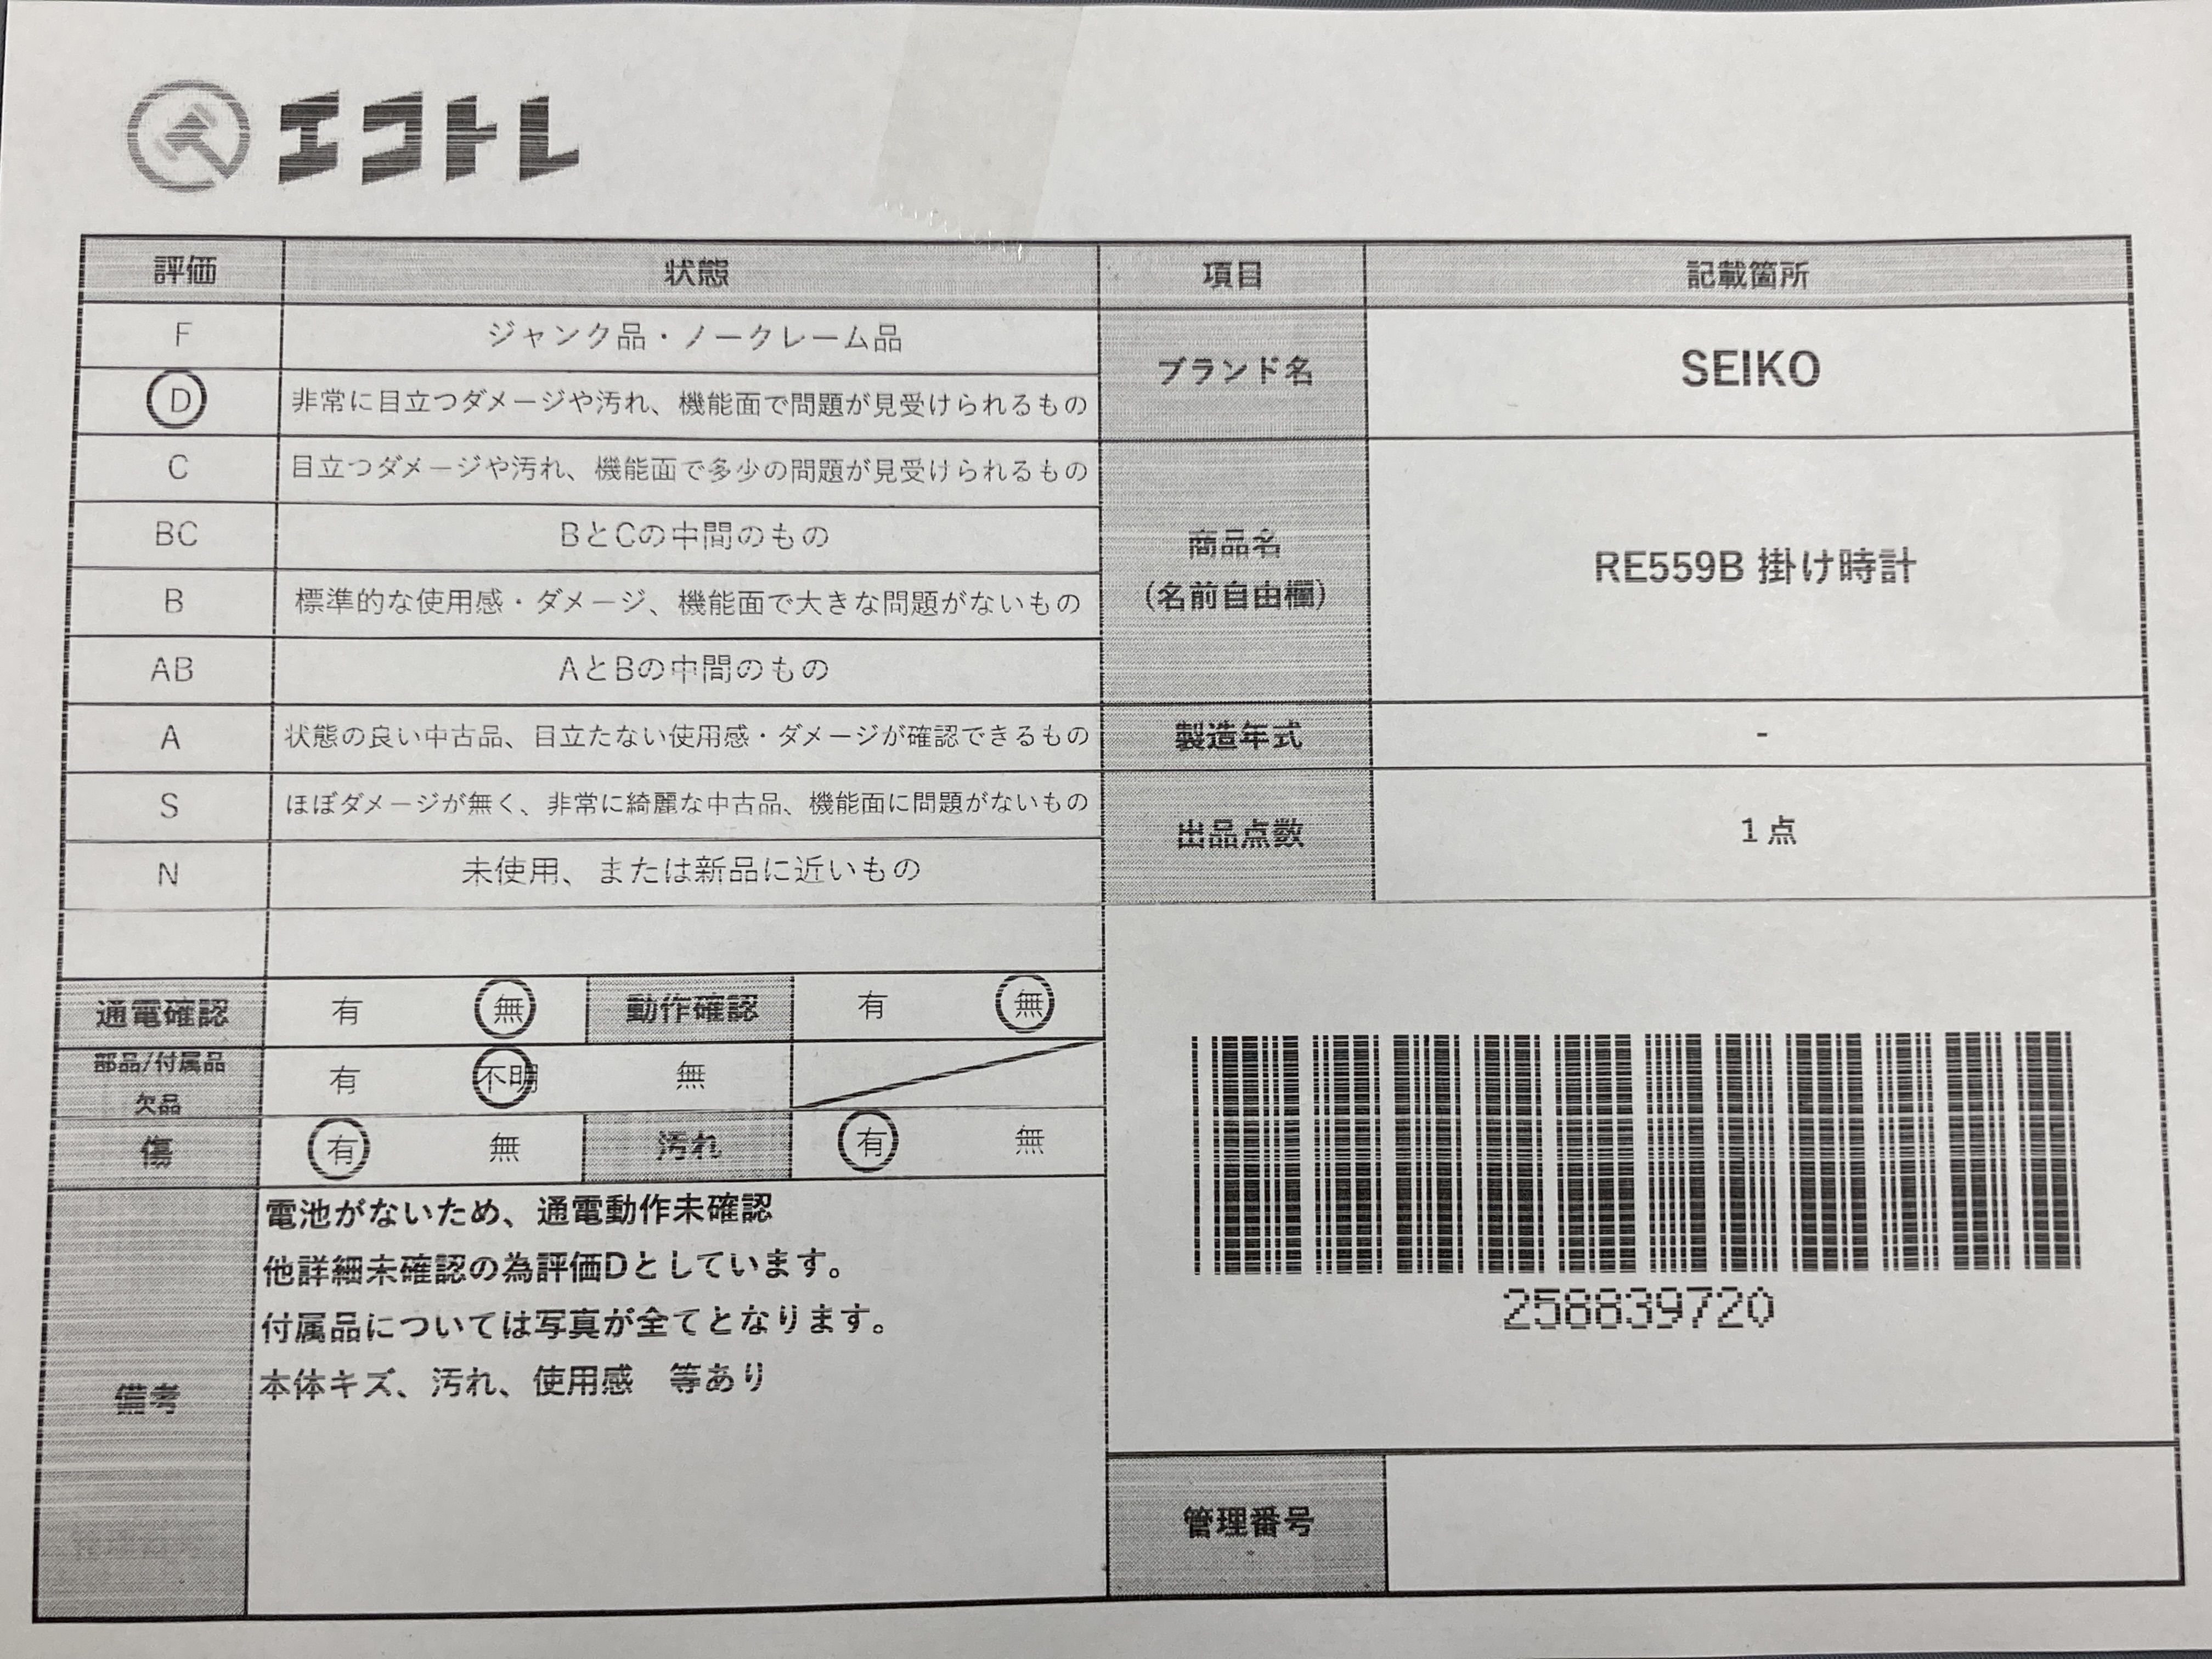 エコトレ
評価 状態 項目 記載箇所
F ジャンク品・ノークレーム品
D 非常に目立つダメージや汚れ、機能面で問題が見受けられるもの
ブランド名 SEIKO
C 目立つダメージや汚れ、機能面で多少の問題が見受けられるもの
BC BとCの中間のもの
B 標準的な使用感・ダメージ、機能面で大きな問題がないもの
AB AとBの中間のもの
商品名
(名前自由欄)
RE559B 掛け時計
A 状態の良い中古品、目立たない使用感・ダメージが確認できるもの
製造年式 -
S ほぼダメージが無く、非常に綺麗な中古品、機能面に問題がないもの
N 未使用、または新品に近いもの
出品点数 1 点
通電確認 有 無 動作確認 有 無
部品/付属品
欠品
有 不明 無
傷 有 無 汚れ 有 無
備考
電池がないため、通電動作未確認
他詳細未確認の為評価Dとしています。
付属品については写真が全てとなります。
本体キズ、汚れ、使用感　等あり
258839720
管理番号